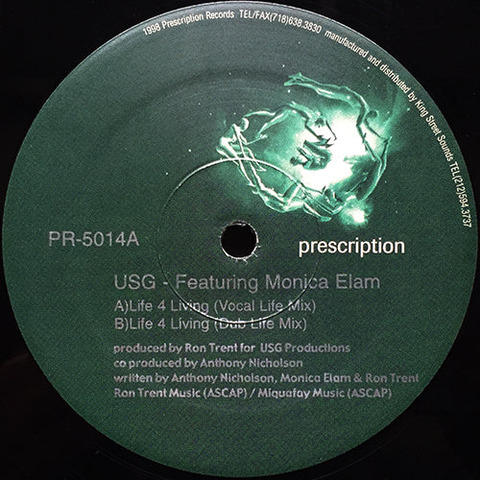 1998 Prescription Records TEL/FAX(718)638.3830 manufactured and distributed by King Street Sounds TEL(212)594.3737
prescription
PR-5014A
USG - Featuring Monica Elam
A)Life 4 Living (Vocal Life Mix)
B)Life 4 Living (Dub Life Mix)
produced by Ron Trent for USG Productions
co produced by Anthony Nicholson
written by Anthony Nicholson, Monica Elam & Ron Trent
Ron Trent Music (ASCAP) / Miquafay Music (ASCAP)